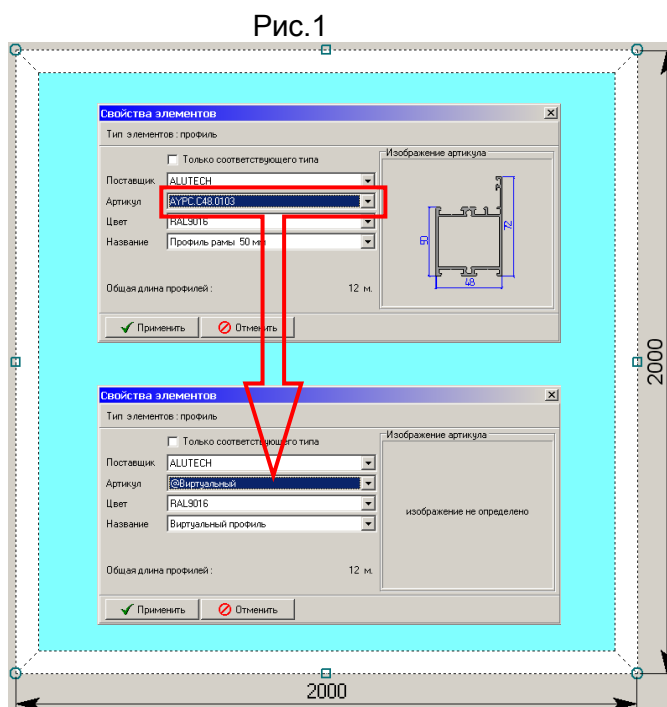 Рис.1
Свойства элементов
Тип элементов : профиль
Только соответствующего типа
Изображение артикула
Поставщик ALUTECH
Артикул AYPC.C48.0103
Цвет RAL9016
Название Профиль рамы 50 мм
50 72 48
Общая длина профилей : 12 м.
Применить Отменить
Свойства элементов
Тип элементов : профиль
Только соответствующего типа
Изображение артикула
Поставщик ALUTECH
Артикул @Виртуальный
Цвет RAL9016
Название Виртуальный профиль
изображение не определено
Общая длина профилей : 12 м.
Применить Отменить
2000
2000